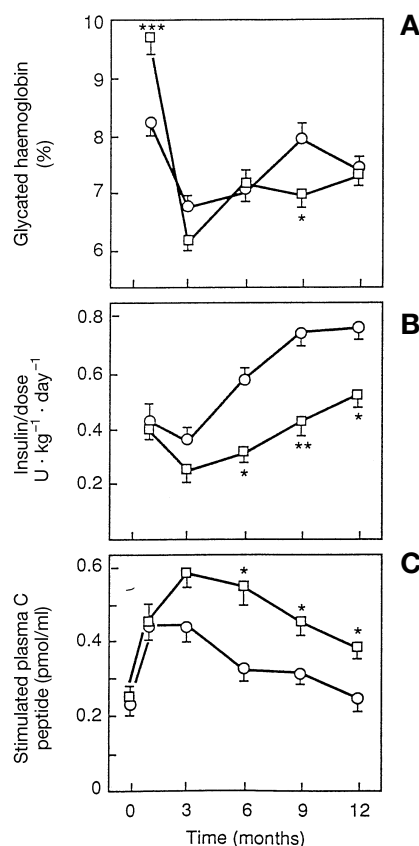 A
10
***
9
8
7
6
*
Glycated haemoglobin
(%)
B
0.8
0.6
0.4
0.2
*
**
*
Insulin/dose
U · kg⁻¹ · day⁻¹
C
0.6
0.4
0.2
0
*
*
*
Stimulated plasma C
peptide (pmol/ml)
0 3 6 9 12
Time (months)